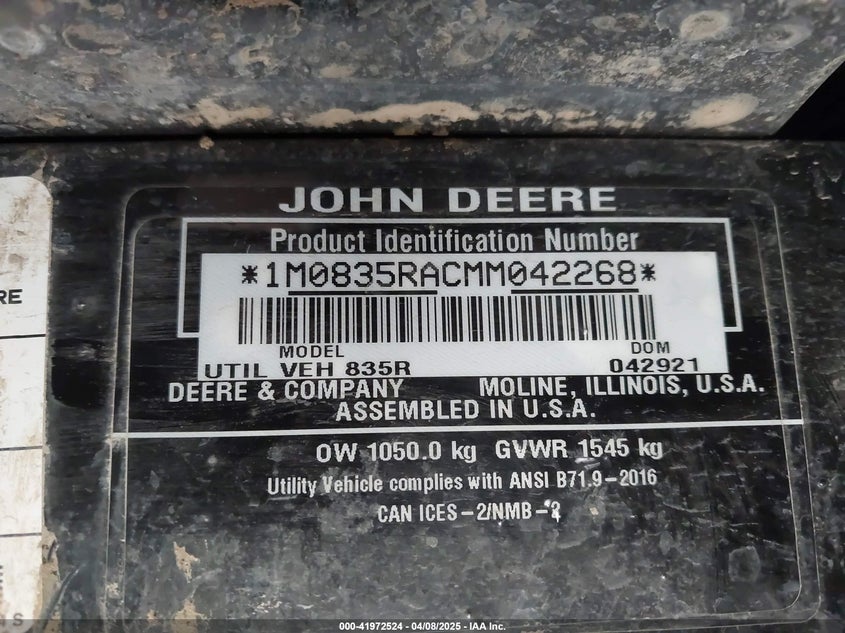 JOHN DEERE
Product Identification Number
*1M0835RACMM042268*
MODEL DOM
UTIL VEH 835R 042921
DEERE & COMPANY MOLINE, ILLINOIS, U.S.A.
ASSEMBLED IN U.S.A.
OW 1050.0 kg GVWR 1545 kg
Utility Vehicle complies with ANSI B71.9-2016
CAN ICES-2/NMB-2
RE
E
S
000-41972524 - 04/08/2025 - IAA Inc.